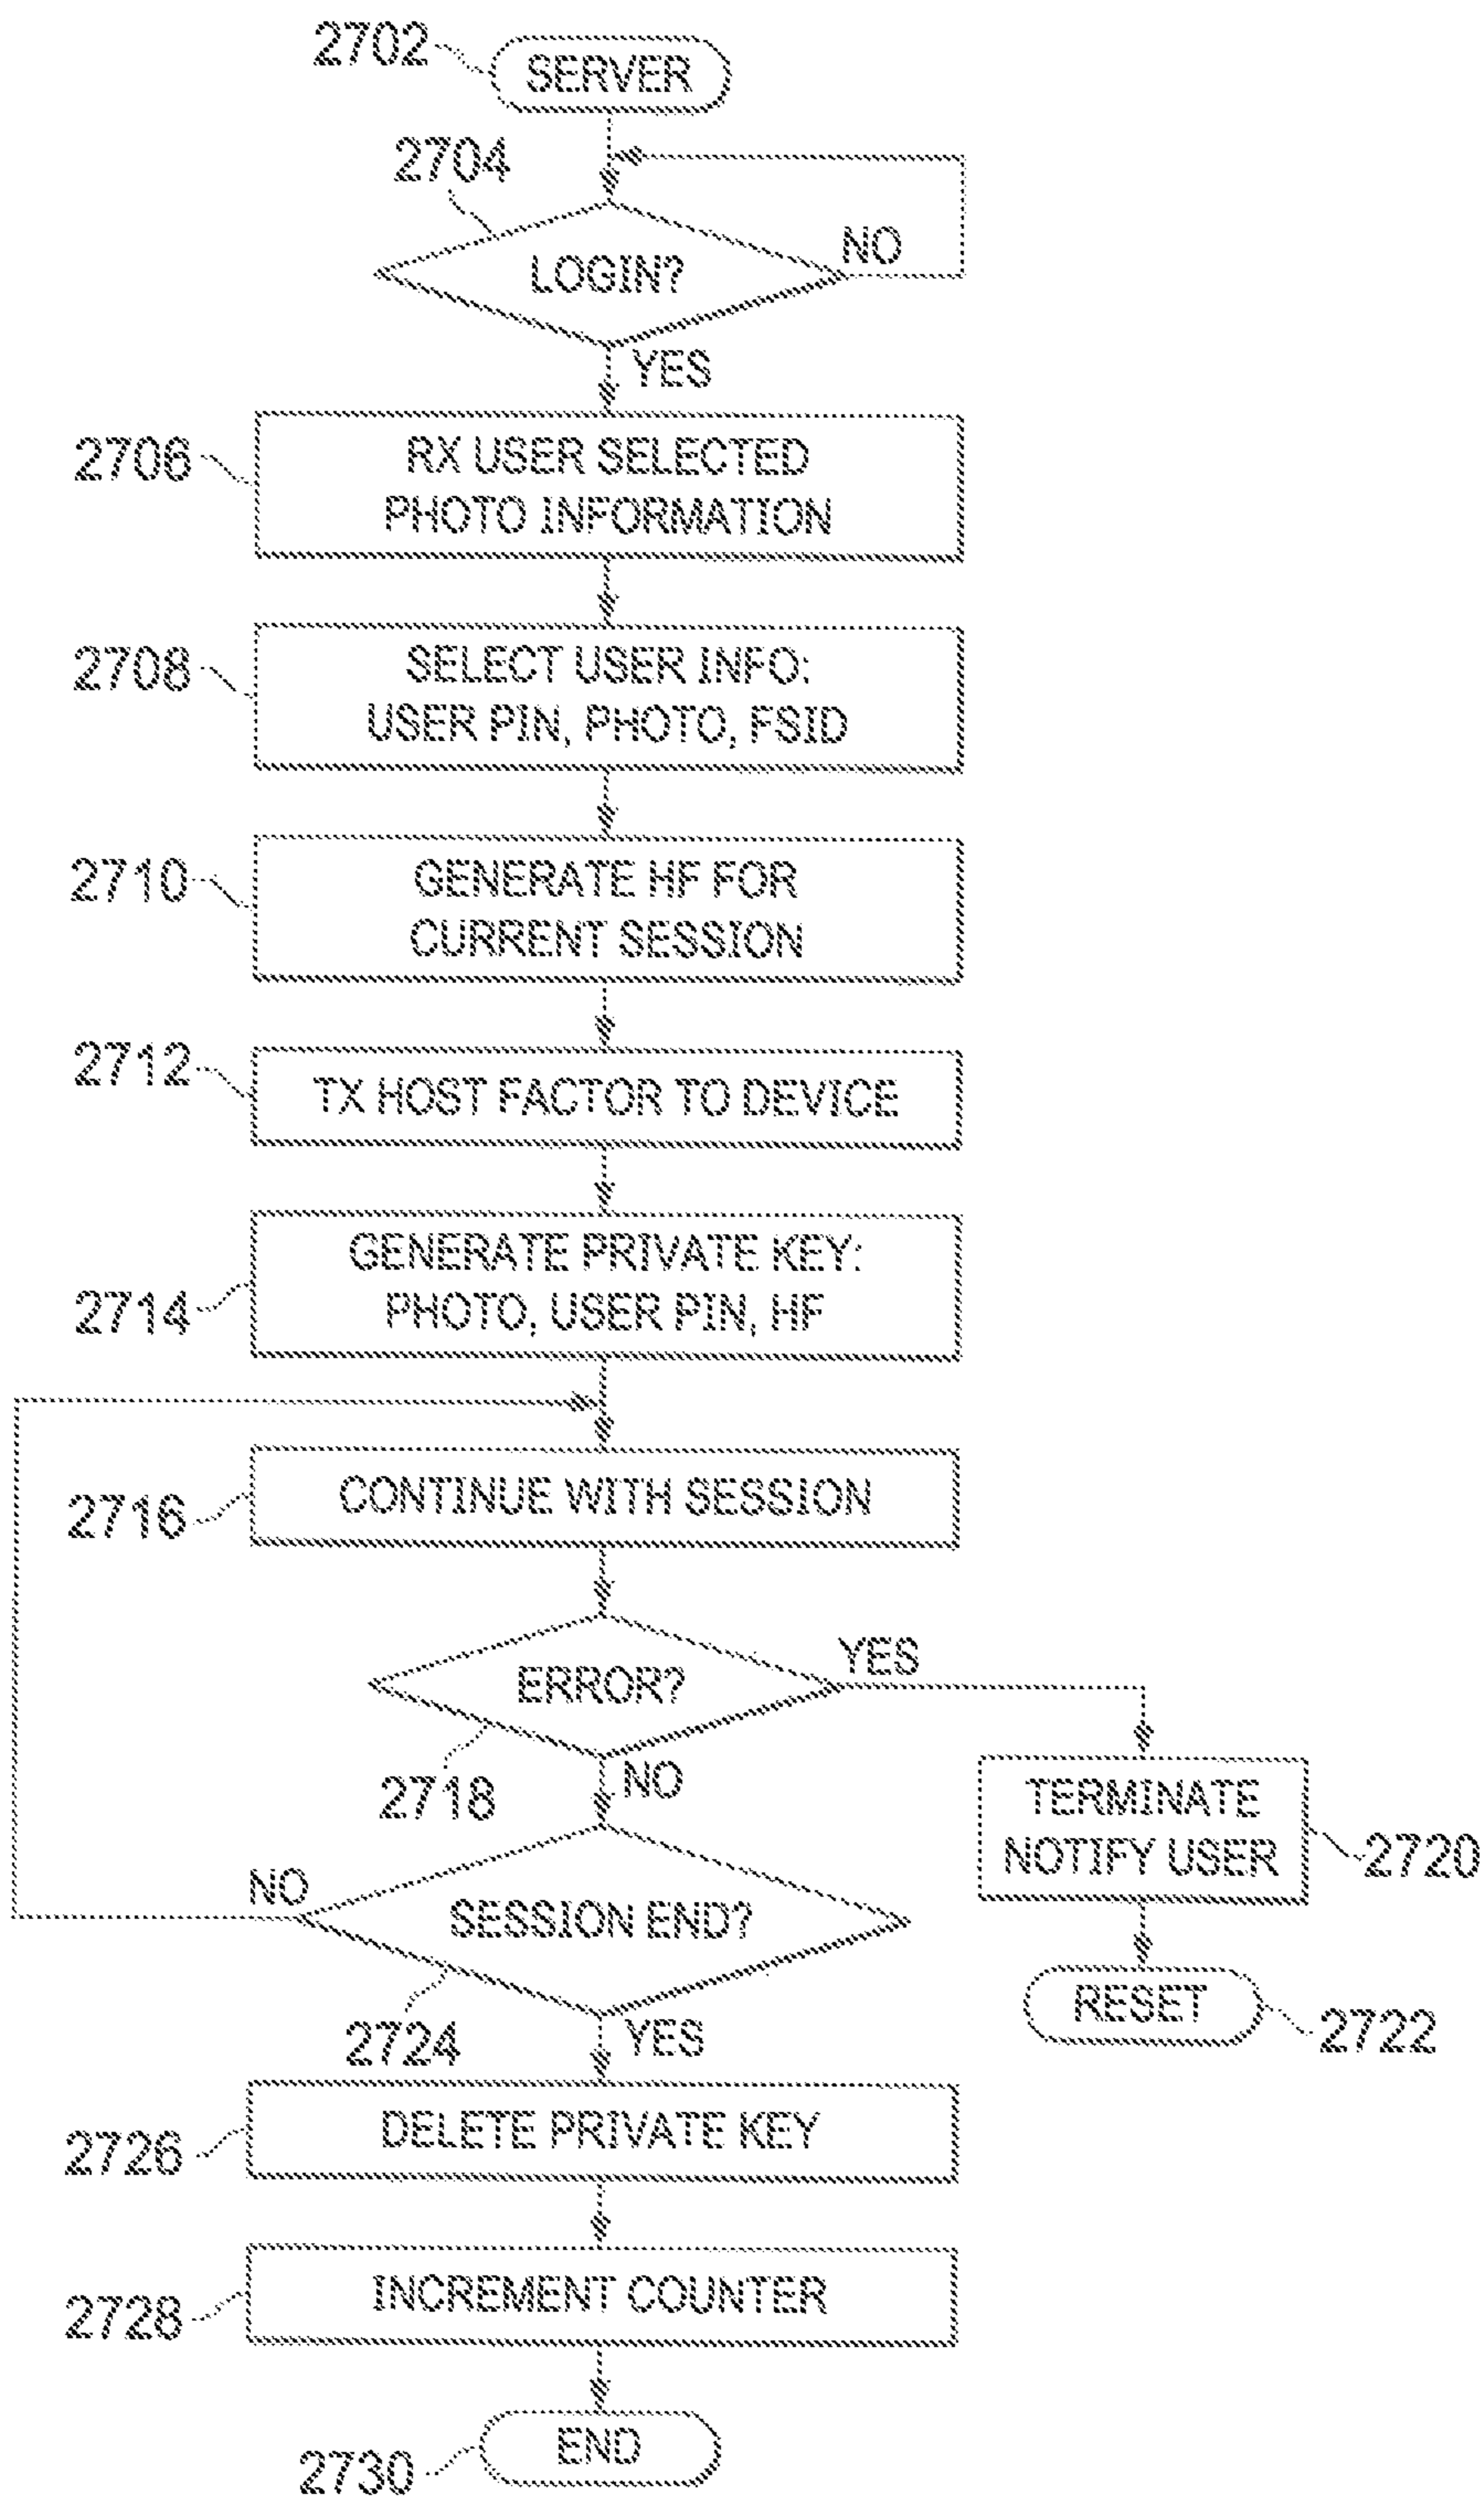 2702
SERVER
2704
LOGIN?
NO
YES
2706
RX USER SELECTED
PHOTO INFORMATION
2708
SELECT USER INFO:
USER PIN, PHOTO, FSID
2710
GENERATE HF FOR
CURRENT SESSION
2712
TX HOST FACTOR TO DEVICE
2714
GENERATE PRIVATE KEY:
PHOTO, USER PIN, HF
2716
CONTINUE WITH SESSION
ERROR?
YES
2718
NO
TERMINATE
NOTIFY USER
2720
NO
SESSION END?
2724
YES
RESET
2722
2726
DELETE PRIVATE KEY
2728
INCREMENT COUNTER
2730
END